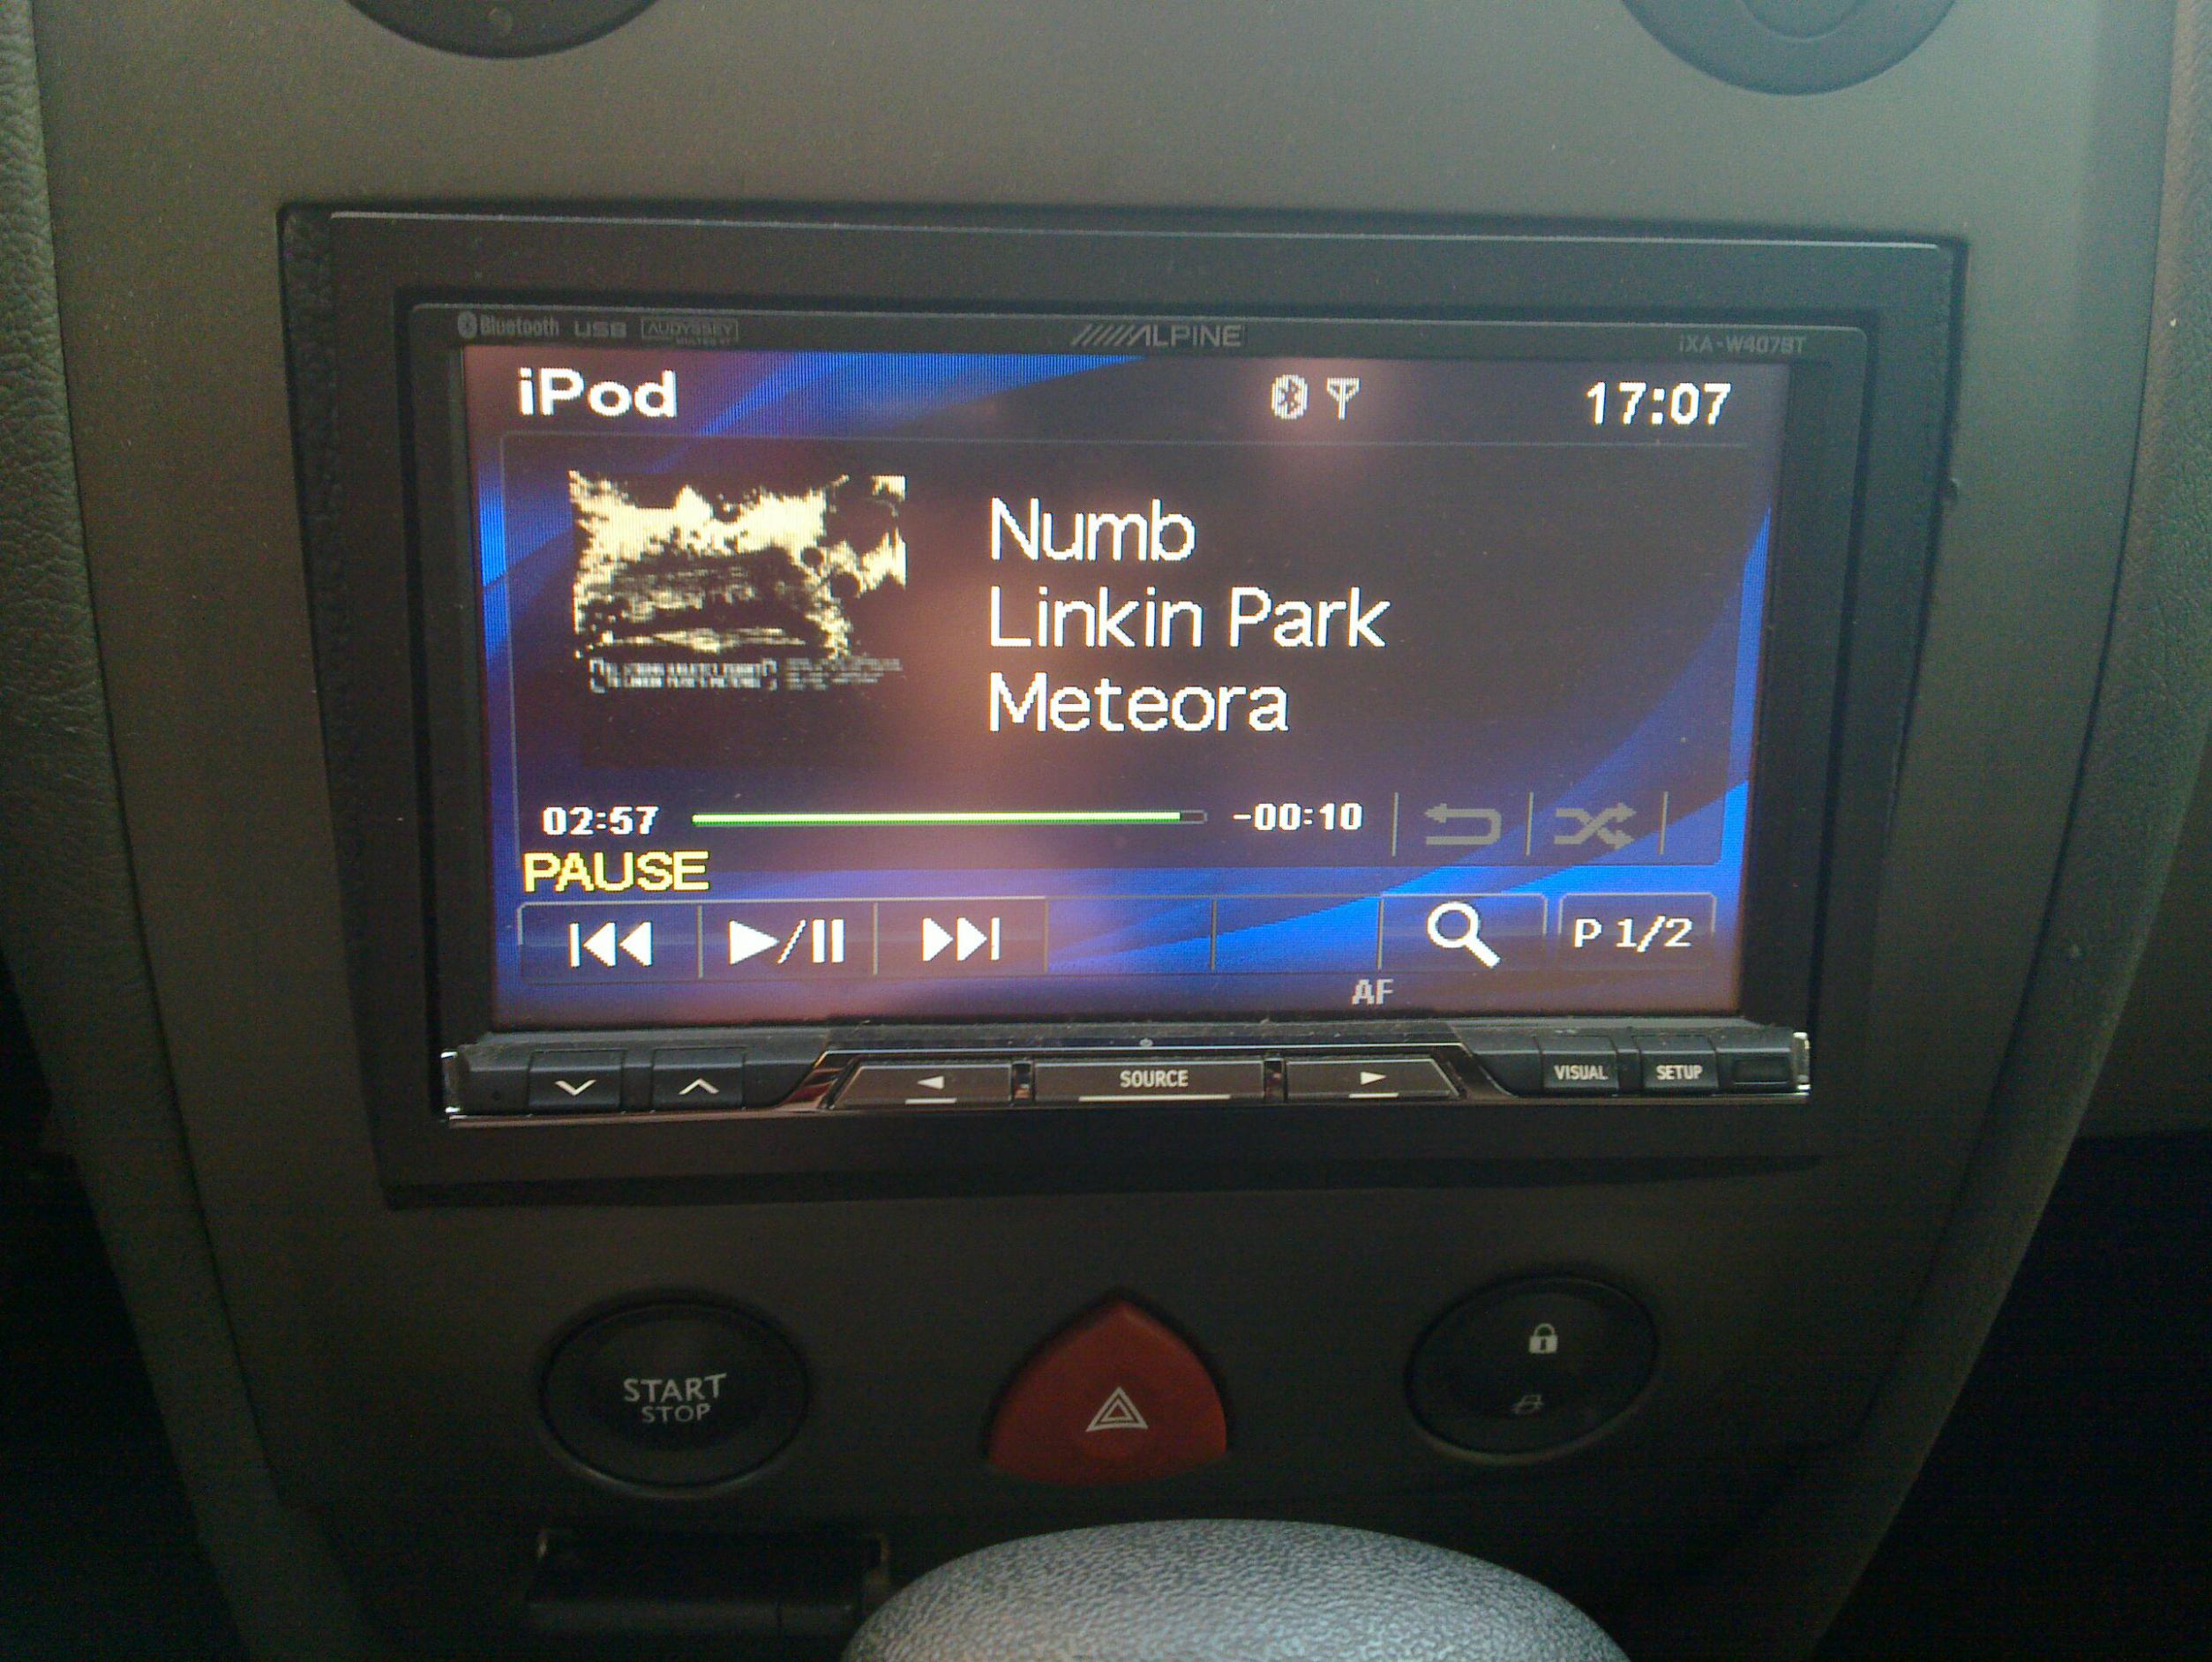 Bluetooth USB AUDYSSEY
ALPINE
iXA-W407BT
iPod
17:07
Numb
Linkin Park
Meteora
02:57
-00:10
PAUSE
P 1/2
AF
SOURCE
VISUAL
SETUP
START
STOP